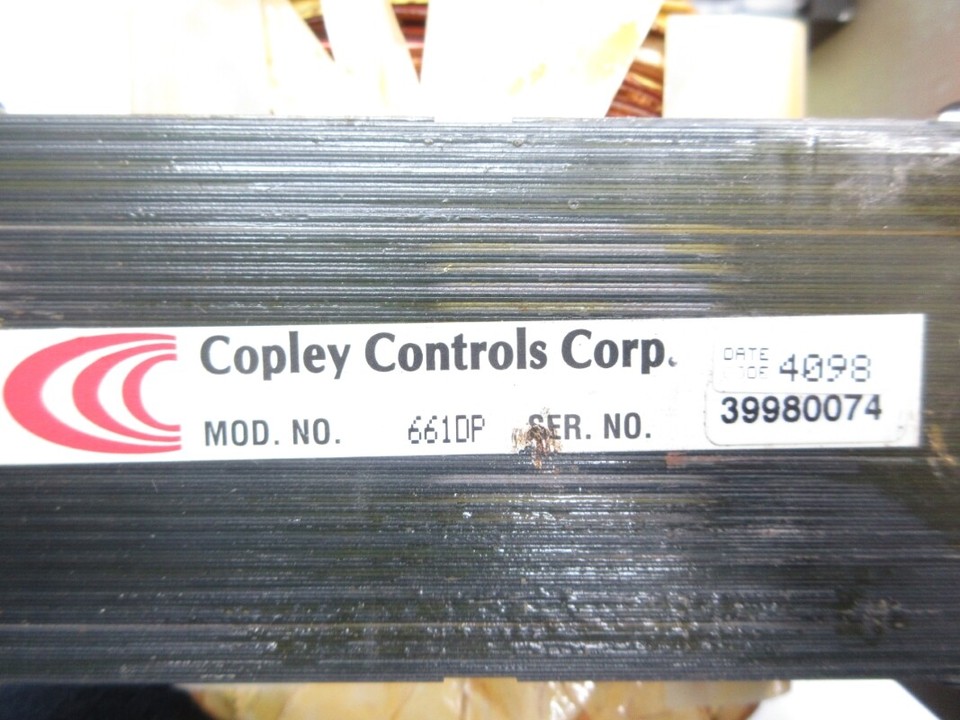 Copley Controls Corp.
DATE CODE 4098
MOD. NO. 661DP SER. NO. 39980074